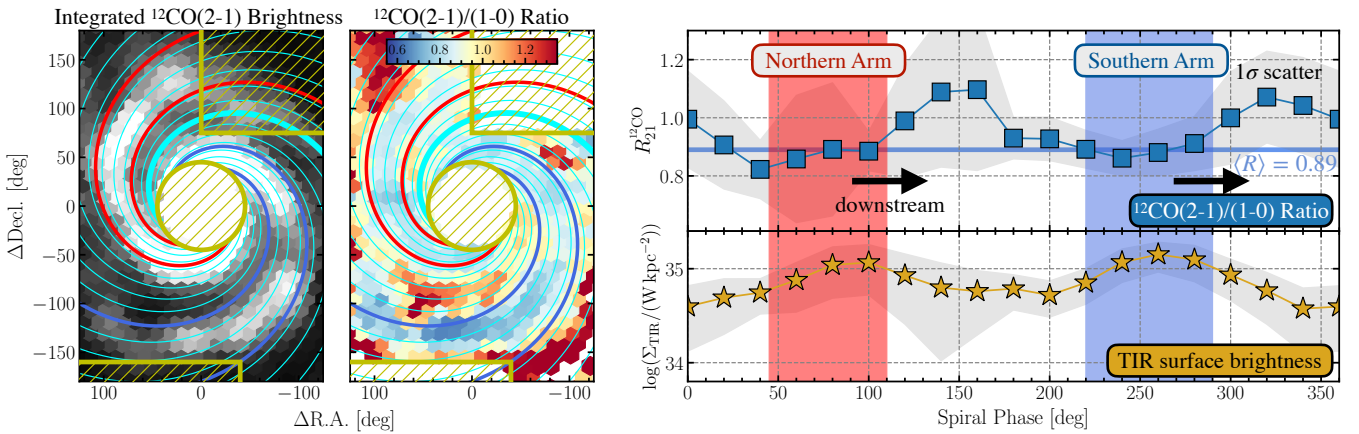 Integrated ¹²CO(2-1) Brightness
¹²CO(2-1)/(1-0) Ratio
0.6 0.8 1.0 1.2
ΔDecl. [deg]
150
100
50
0
−50
−100
−150
100 0 −100
100 0 −100
ΔR.A. [deg]
Northern Arm
Southern Arm
1σ scatter
R₂₁^¹²CO
1.2
1.0
0.8
⟨R⟩ = 0.89
downstream
¹²CO(2-1)/(1-0) Ratio
log(Σ_TIR/(W kpc⁻²))
35
34
TIR surface brightness
0 50 100 150 200 250 300 350
Spiral Phase [deg]